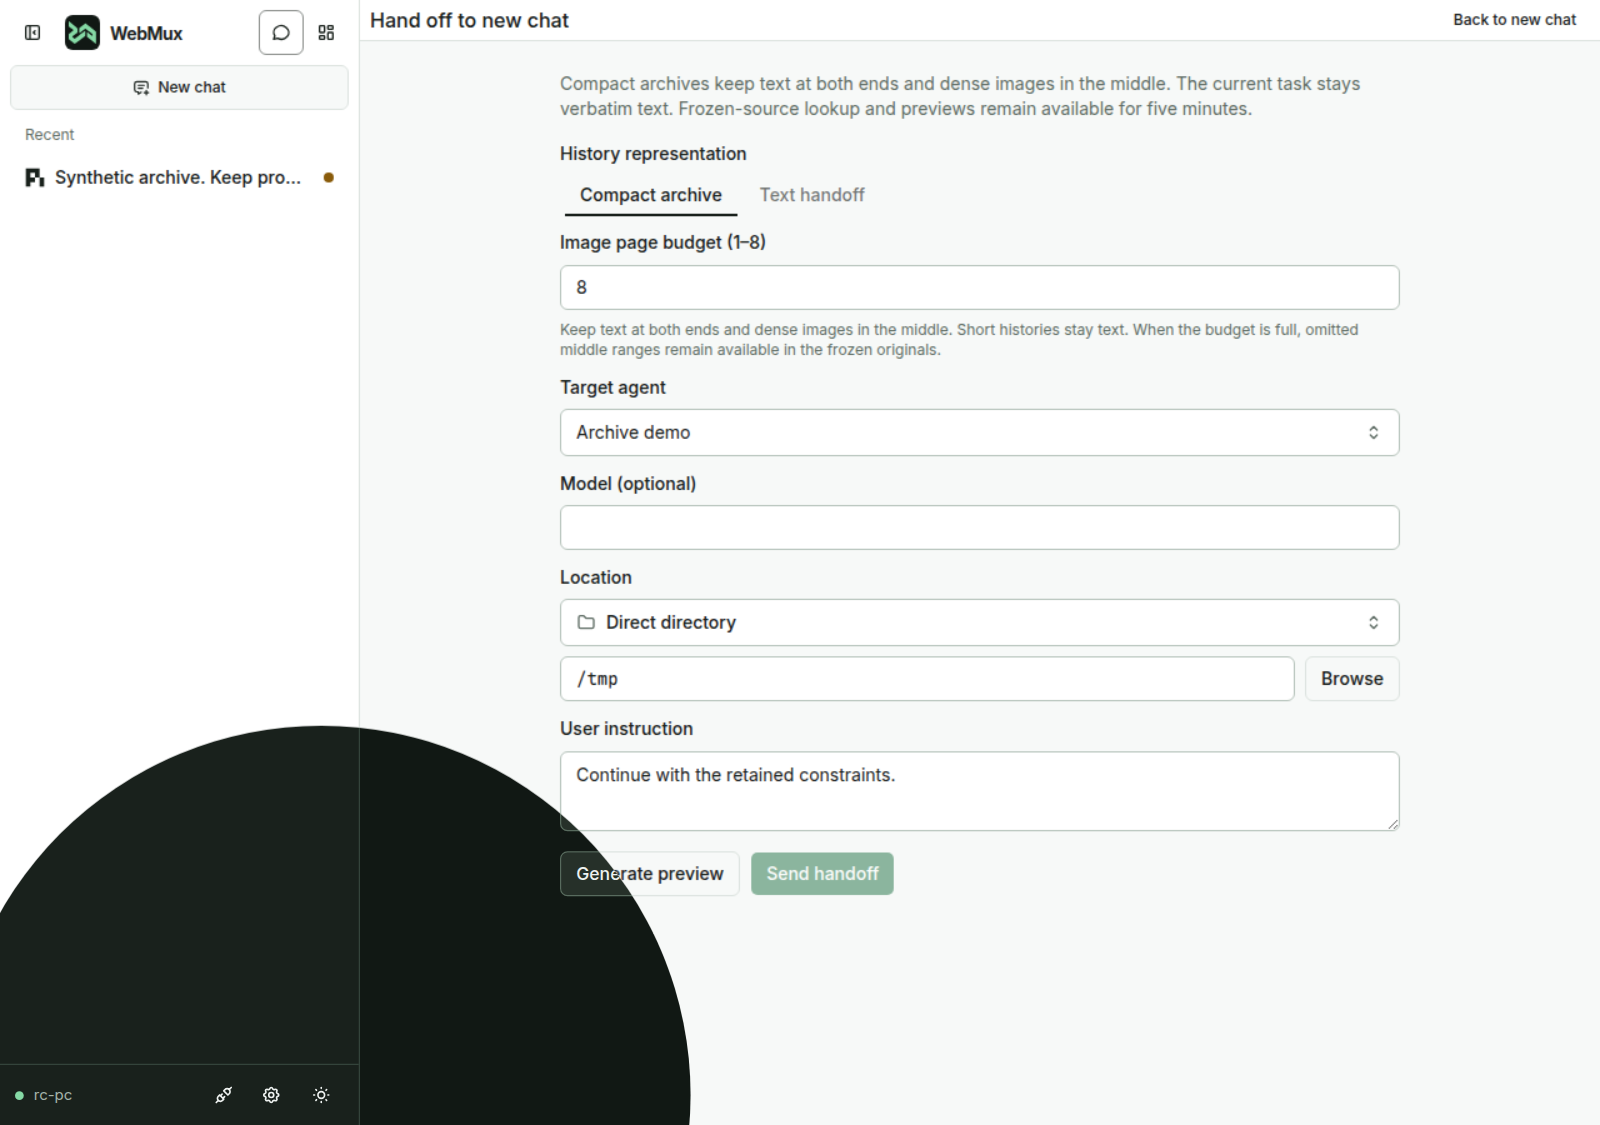 WebMux
New chat
Recent
Synthetic archive. Keep pro...
rc-pc
Hand off to new chat
Back to new chat
Compact archives keep text at both ends and dense images in the middle. The current task stays
verbatim text. Frozen-source lookup and previews remain available for five minutes.
History representation
Compact archive
Text handoff
Image page budget (1–8)
8
Keep text at both ends and dense images in the middle. Short histories stay text. When the budget is full, omitted
middle ranges remain available in the frozen originals.
Target agent
Archive demo
Model (optional)
Location
Direct directory
/tmp
Browse
User instruction
Continue with the retained constraints.
Generate preview
Send handoff